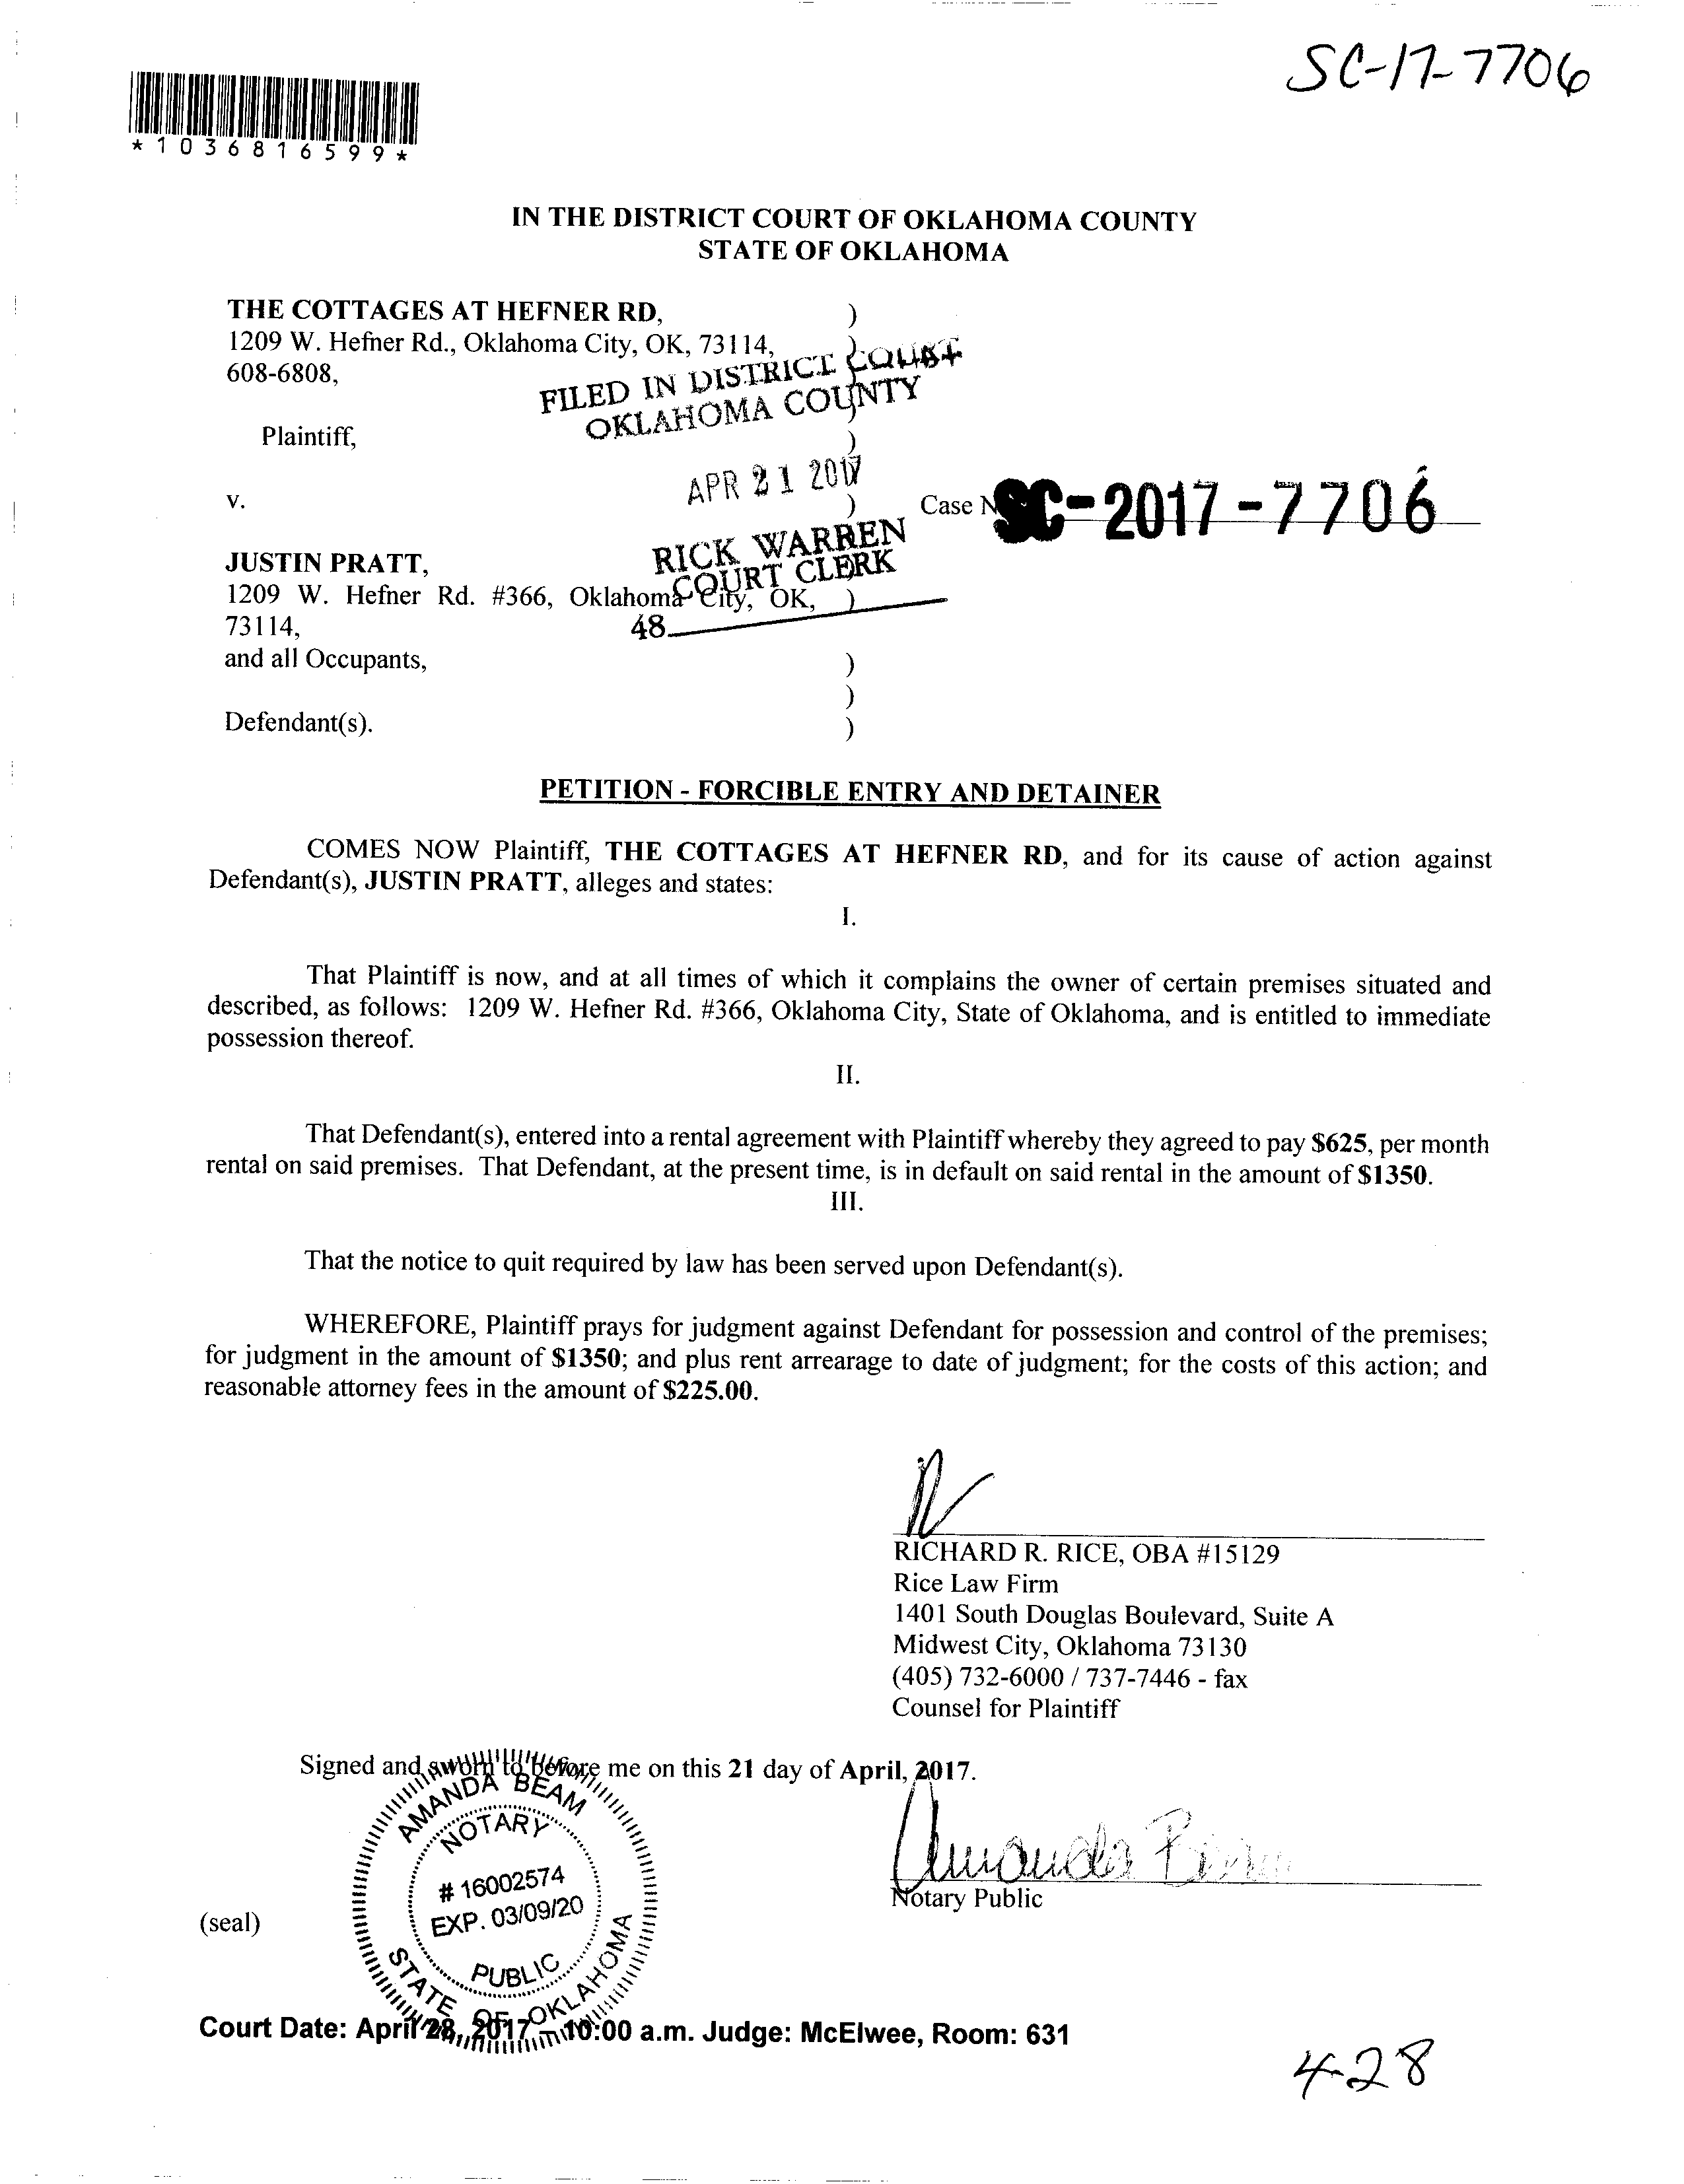 SC-17-7706
*1036816599*
IN THE DISTRICT COURT OF OKLAHOMA COUNTY
STATE OF OKLAHOMA
THE COTTAGES AT HEFNER RD, )
1209 W. Hefner Rd., Oklahoma City, OK, 73114, )
608-6808, )
FILED IN DISTRICT COURT
OKLAHOMA COUNTY
)
Plaintiff, )
APR 21 2017
v. )
Case N SC-2017-7706
RICK WARREN
COURT CLERK
JUSTIN PRATT,
1209 W. Hefner Rd. #366, Oklahoma City, OK, )
73114,
48
and all Occupants, )
)
Defendant(s). )
PETITION - FORCIBLE ENTRY AND DETAINER
COMES NOW Plaintiff, THE COTTAGES AT HEFNER RD, and for its cause of action against
Defendant(s), JUSTIN PRATT, alleges and states:
I.
That Plaintiff is now, and at all times of which it complains the owner of certain premises situated and
described, as follows: 1209 W. Hefner Rd. #366, Oklahoma City, State of Oklahoma, and is entitled to immediate
possession thereof.
II.
That Defendant(s), entered into a rental agreement with Plaintiff whereby they agreed to pay $625, per month
rental on said premises. That Defendant, at the present time, is in default on said rental in the amount of $1350.
III.
That the notice to quit required by law has been served upon Defendant(s).
WHEREFORE, Plaintiff prays for judgment against Defendant for possession and control of the premises;
for judgment in the amount of $1350; and plus rent arrearage to date of judgment; for the costs of this action; and
reasonable attorney fees in the amount of $225.00.
RICHARD R. RICE, OBA #15129
Rice Law Firm
1401 South Douglas Boulevard, Suite A
Midwest City, Oklahoma 73130
(405) 732-6000 / 737-7446 - fax
Counsel for Plaintiff
Signed and sworn to before me on this 21 day of April, 2017.
AMANDA BEAM
NOTARY
# 16002574
EXP. 03/09/20
PUBLIC
STATE OF OKLAHOMA
Amanda Beam
Notary Public
(seal)
Court Date: April 28, 2017 - 10:00 a.m. Judge: McElwee, Room: 631
4-28